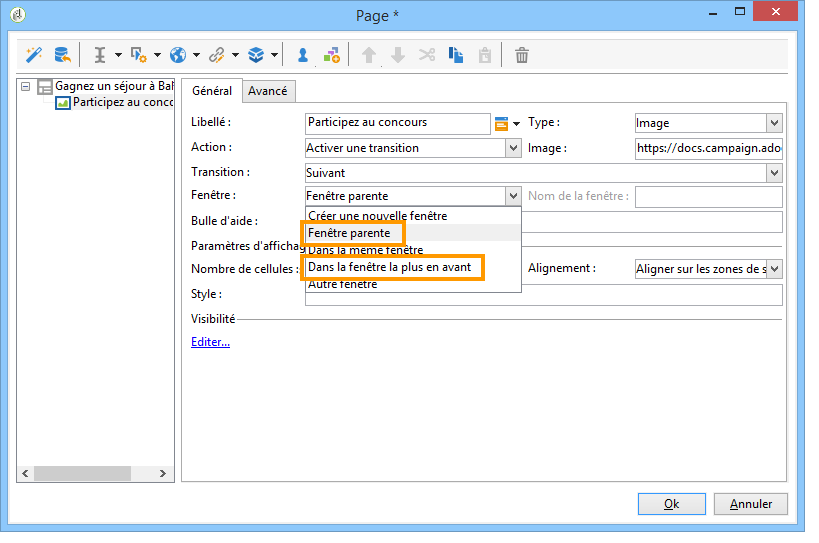 Page *
Gagnez un séjour à Bal
Participez au conco
Général
Avancé
Libellé :
Participez au concours
Type :
Image
Action :
Activer une transition
Image :
https://docs.campaign.ado
Transition :
Suivant
Fenêtre :
Fenêtre parente
Nom de la fenêtre :
Bulle d'aide :
Créer une nouvelle fenêtre
Fenêtre parente
Dans la même fenêtre
Dans la fenêtre la plus en avant
Autre fenêtre
Paramètres d'affichag
Nombre de cellules :
Alignement :
Aligner sur les zones de s
Style :
Visibilité
Editer...
Ok
Annuler